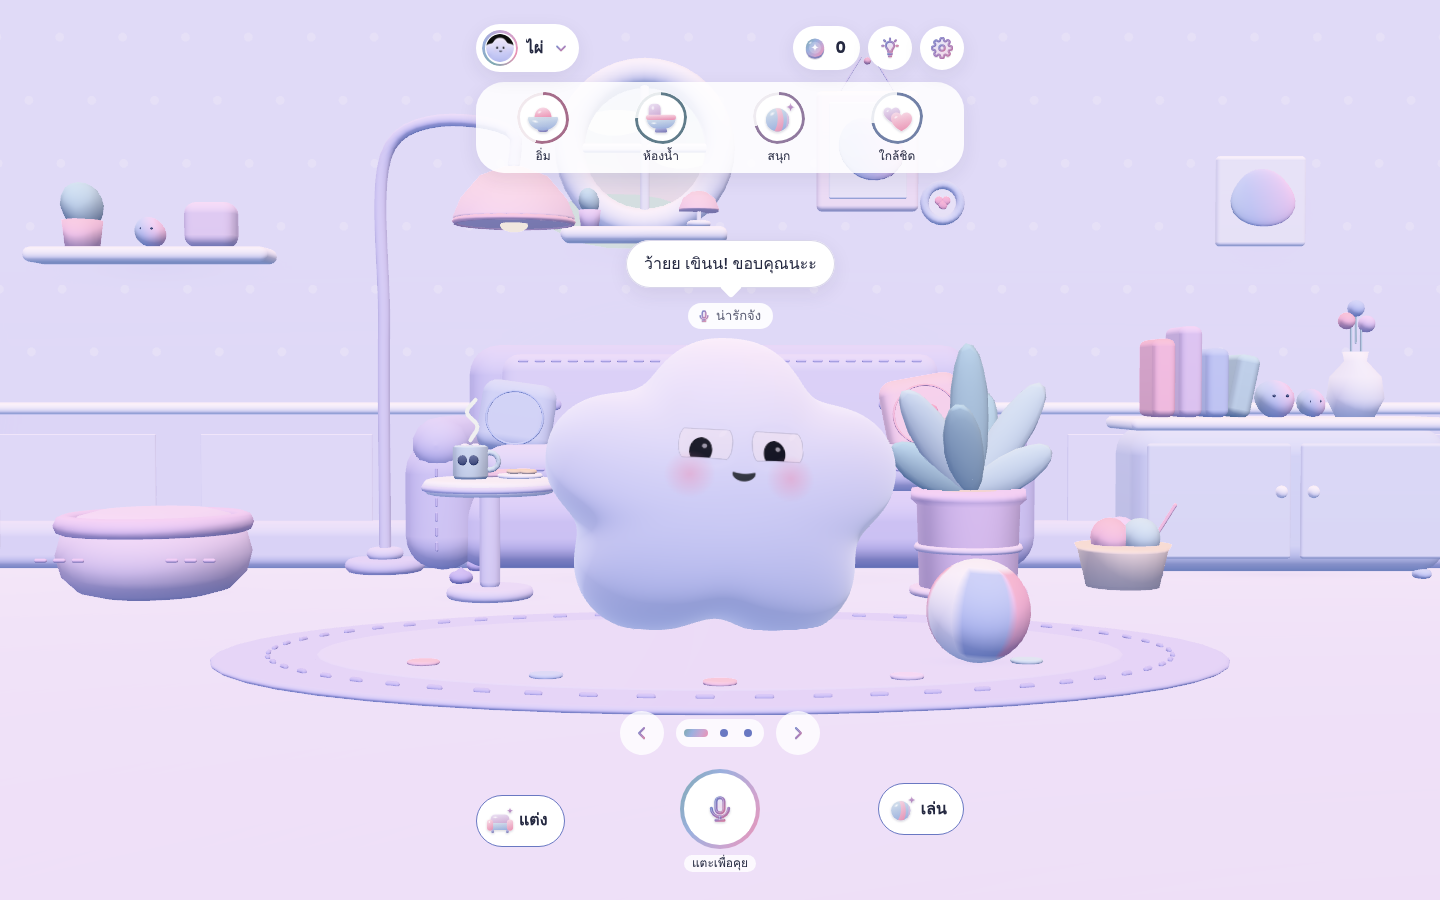 ไผ่
0
อิ่ม
ห้องน้ำ
สนุก
ใกล้ชิด
ว้ายย เขินน! ขอบคุณนะะ
น่ารักจัง
แต่ง
เล่น
แตะเพื่อคุย